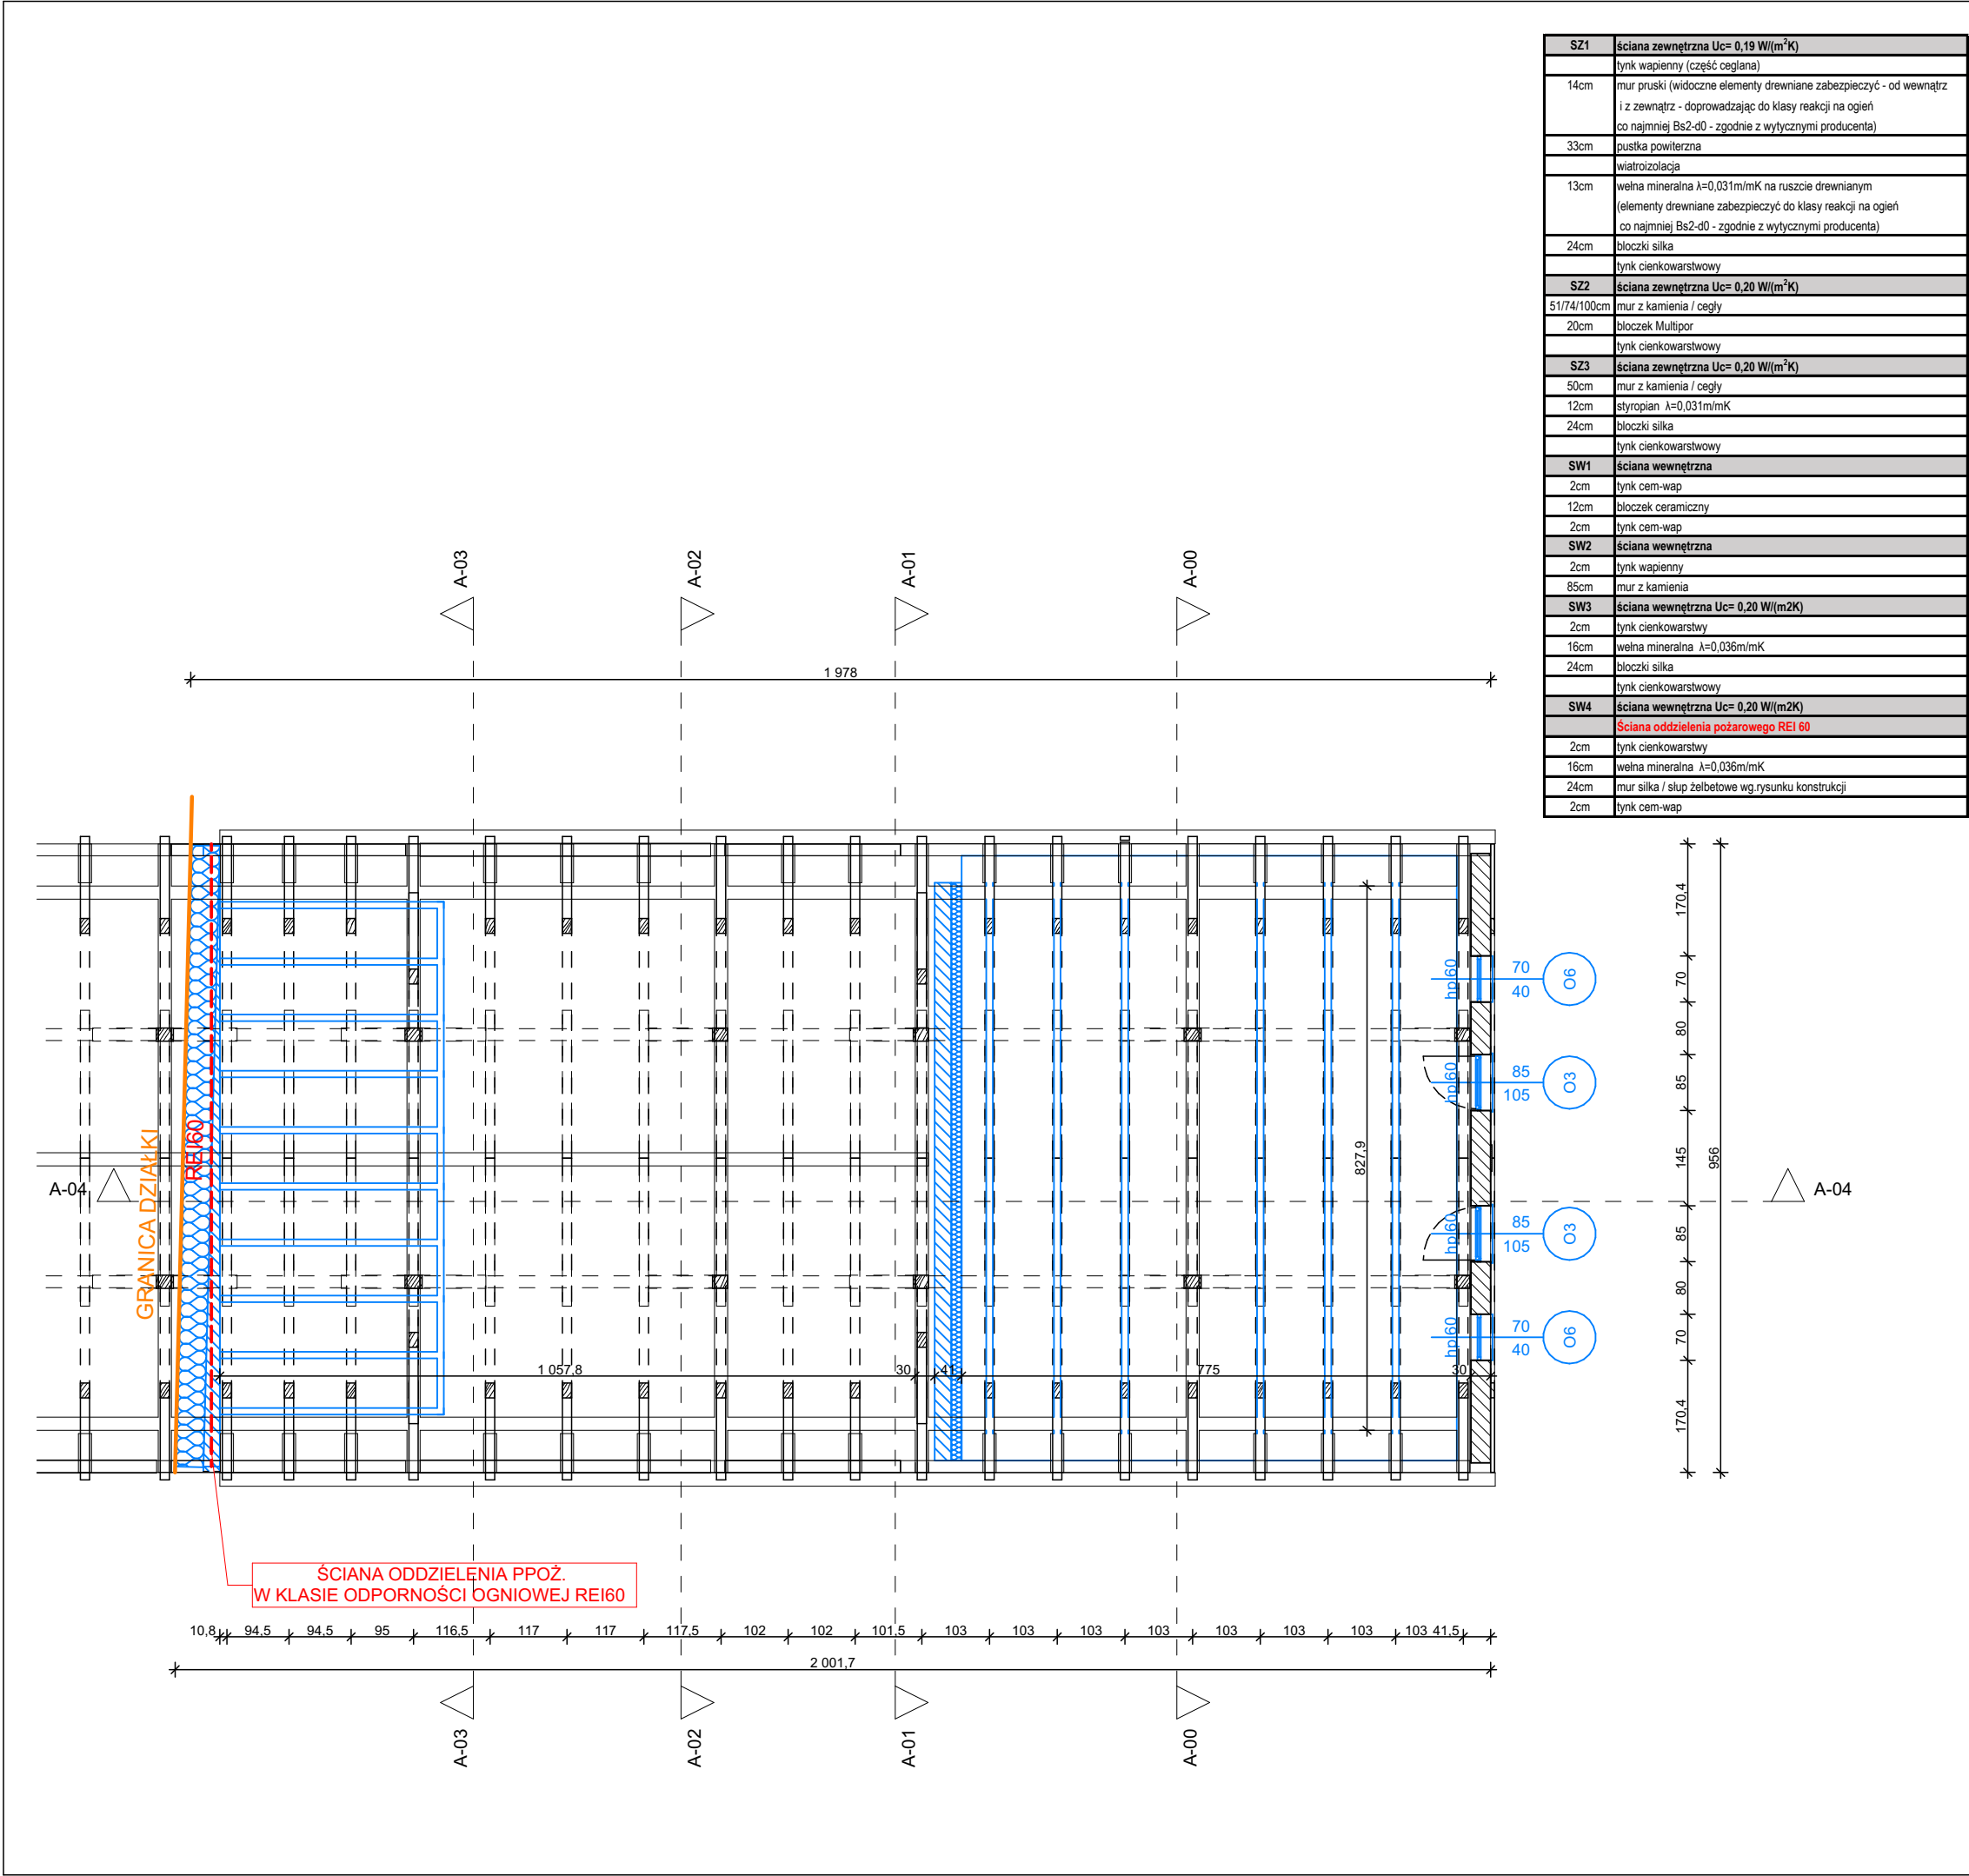 SZ1 ściana zewnętrzna Uc= 0,19 W/(m²K)
tynk wapienny (część ceglana)
14cm mur pruski (widoczne elementy drewniane zabezpieczyć - od wewnątrz
i z zewnątrz - doprowadzając do klasy reakcji na ogień
co najmniej Bs2-d0 - zgodnie z wytycznymi producenta)
33cm pustka powiterzna
wiatroizolacja
13cm wełna mineralna λ=0,031m/mK na ruszcie drewnianym
(elementy drewniane zabezpieczyć do klasy reakcji na ogień
co najmniej Bs2-d0 - zgodnie z wytycznymi producenta)
24cm bloczki silka
tynk cienkowarstwowy
SZ2 ściana zewnętrzna Uc= 0,20 W/(m²K)
51/74/100cm mur z kamienia / cegły
20cm bloczek Multipor
tynk cienkowarstwowy
SZ3 ściana zewnętrzna Uc= 0,20 W/(m²K)
50cm mur z kamienia / cegły
12cm styropian λ=0,031m/mK
24cm bloczki silka
tynk cienkowarstwowy
SW1 ściana wewnętrzna
2cm tynk cem-wap
12cm bloczek ceramiczny
2cm tynk cem-wap
SW2 ściana wewnętrzna
2cm tynk wapienny
85cm mur z kamienia
SW3 ściana wewnętrzna Uc= 0,20 W/(m2K)
2cm tynk cienkowarstwy
16cm wełna mineralna λ=0,036m/mK
24cm bloczki silka
tynk cienkowarstwowy
SW4 ściana wewnętrzna Uc= 0,20 W/(m2K)
Ściana oddzielenia pożarowego REI 60
2cm tynk cienkowarstwy
16cm wełna mineralna λ=0,036m/mK
24cm mur silka / słup żelbetowe wg.rysunku konstrukcji
2cm tynk cem-wap
A-03 A-02 A-01 A-00
1 978
170,4
70
80
85
145
85
80
70
170,4
956
827,9
hp60 70 40 O6
hp60 85 105 O3
hp60 85 105 O3
hp60 70 40 O6
GRANICA DZIAŁKI
REI60
A-04 A-04
1 057,8 30 41 775 30
ŚCIANA ODDZIELENIA PPOŻ.
W KLASIE ODPORNOŚCI OGNIOWEJ REI60
10,8 94,5 94,5 95 116,5 117 117 117,5 102 102 101,5 103 103 103 103 103 103 103 103 41,5
2 001,7
A-03 A-02 A-01 A-00